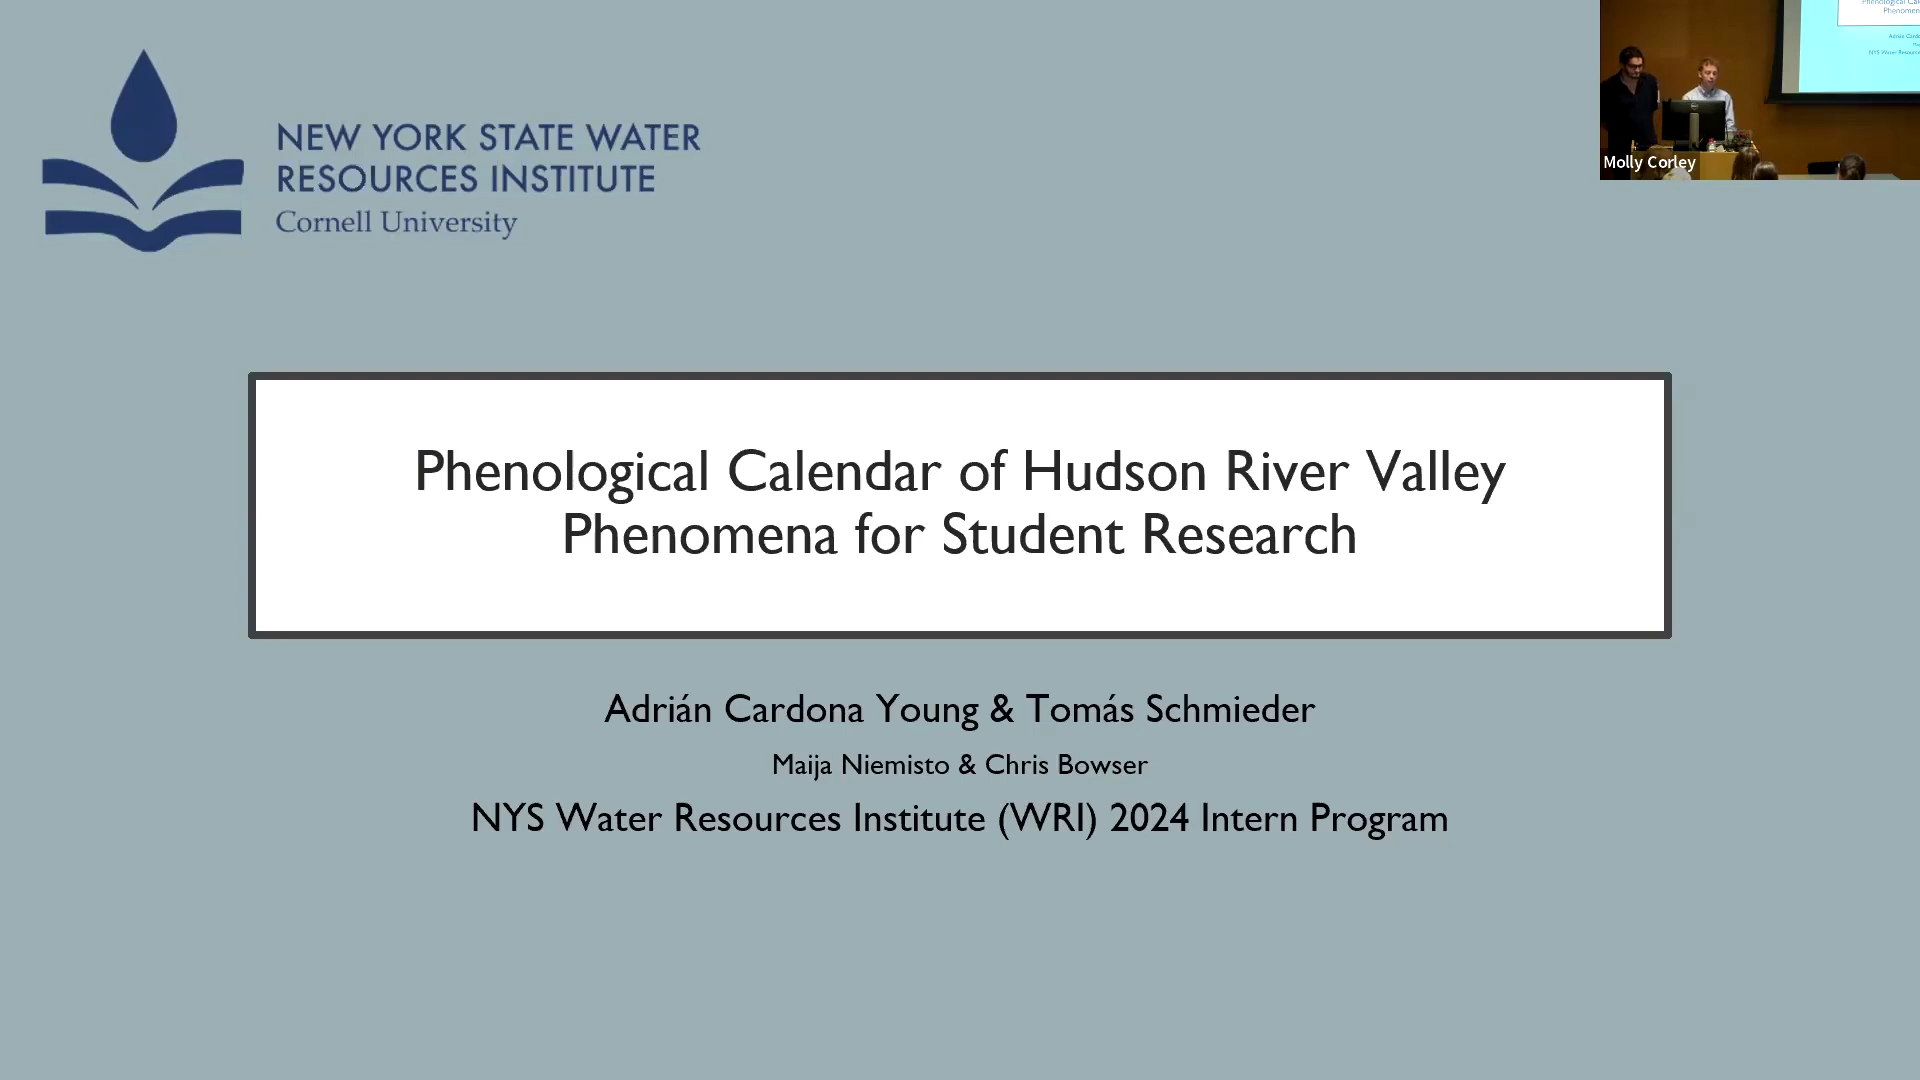 NEW YORK STATE WATER
RESOURCES INSTITUTE
Cornell University
Molly Corley
Phenological Calendar of Hudson River Valley
Phenomena for Student Research
Adrián Cardona Young & Tomás Schmieder
Maija Niemisto & Chris Bowser
NYS Water Resources Institute (WRI) 2024 Intern Program